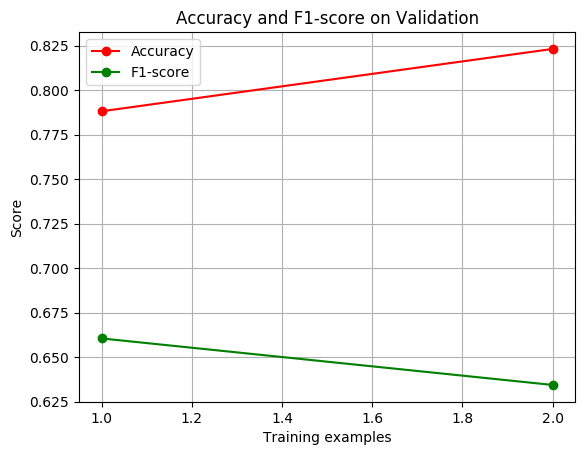 Accuracy and F1-score on Validation
Accuracy
F1-score
Score
0.825
0.800
0.775
0.750
0.725
0.700
0.675
0.650
0.625
1.0 1.2 1.4 1.6 1.8 2.0
Training examples